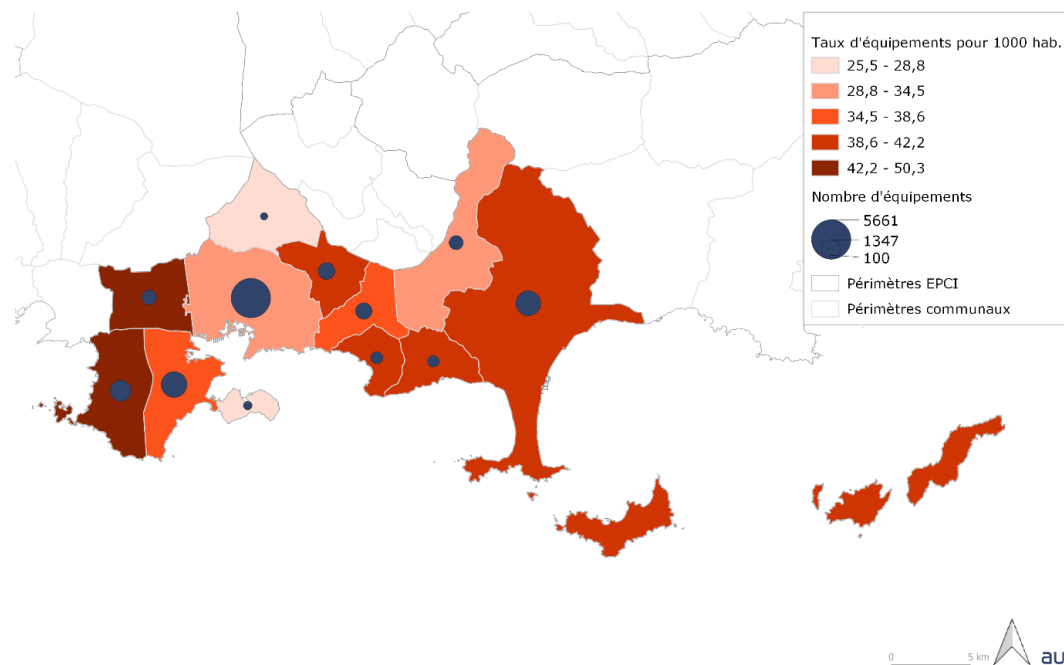 Taux d'équipements pour 1000 hab.
25,5 - 28,8
28,8 - 34,5
34,5 - 38,6
38,6 - 42,2
42,2 - 50,3
Nombre d'équipements
5661
1347
100
Périmètres EPCI
Périmètres communaux
0 5 km
au